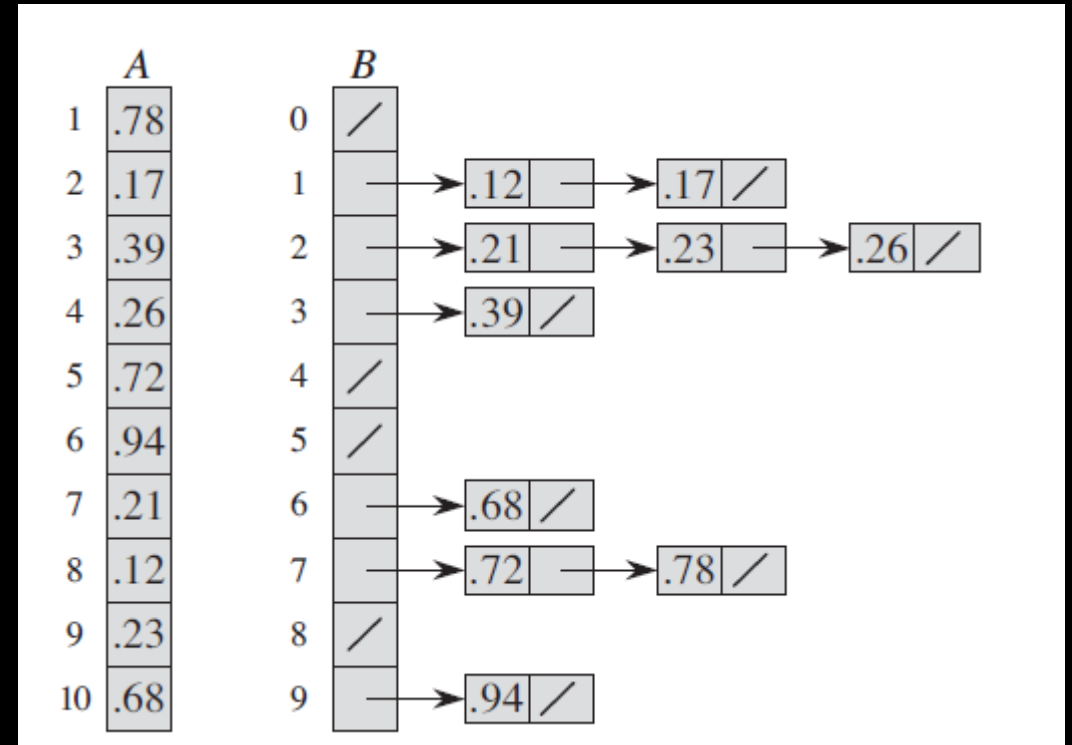 A B
1 .78 0 /
2 .17 1 .12 .17 /
3 .39 2 .21 .23 .26 /
4 .26 3 .39 /
5 .72 4 /
6 .94 5 /
7 .21 6 .68 /
8 .12 7 .72 .78 /
9 .23 8 /
10 .68 9 .94 /